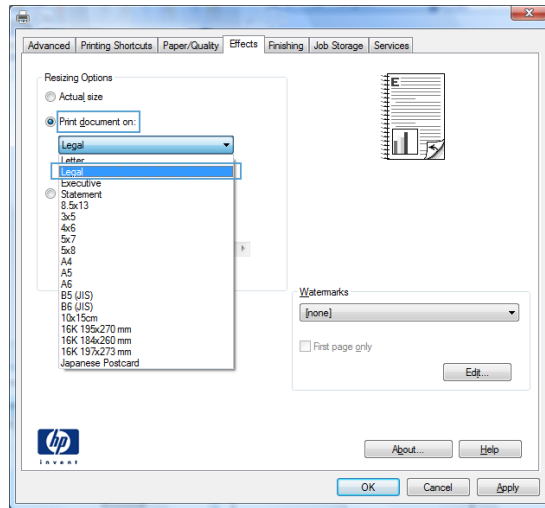 Advanced Printing Shortcuts Paper/Quality Effects Finishing Job Storage Services
Resizing Options
Actual size
Print document on:
Legal
Letter
Legal
Executive
Statement
8.5x13
3x5
4x6
5x7
5x8
A4
A5
A6
B5 (JIS)
B6 (JIS)
10x15cm
16K 195x270 mm
16K 184x260 mm
16K 197x273 mm
Japanese Postcard
E
Watermarks
[none]
First page only
Edit...
hp
invent
About... Help
OK Cancel Apply